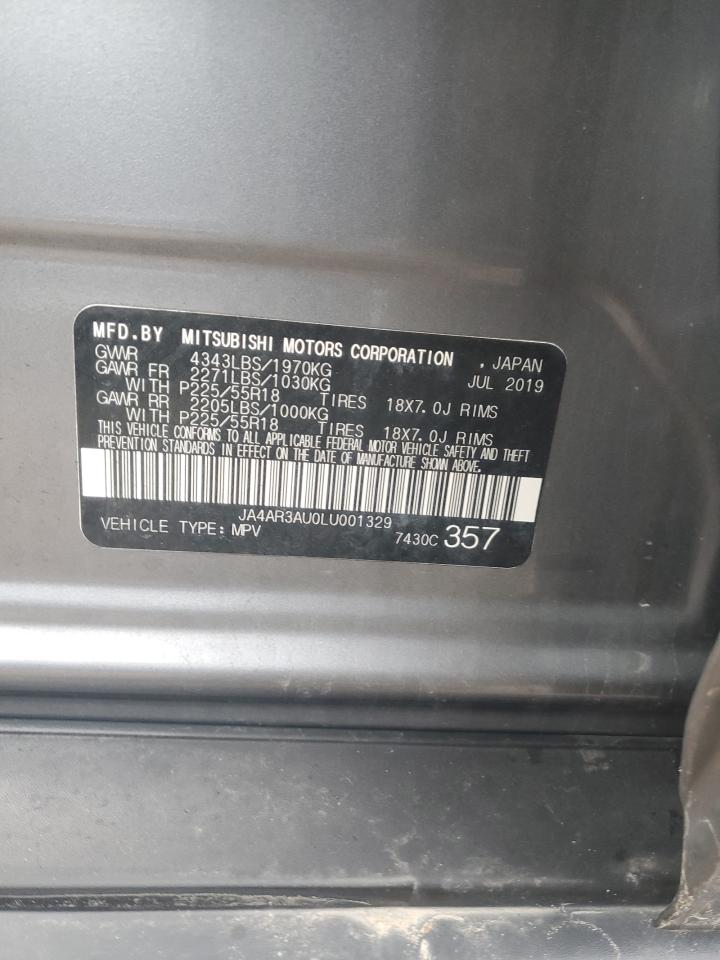 MFD.BY MITSUBISHI MOTORS CORPORATION , JAPAN
GVWR 4343LBS/1970KG JUL 2019
GAWR FR 2271LBS/1030KG
WITH P225/55R18 TIRES 18X7.0J RIMS
GAWR RR 2205LBS/1000KG
WITH P225/55R18 TIRES 18X7.0J RIMS
THIS VEHICLE CONFORMS TO ALL APPLICABLE FEDERAL MOTOR VEHICLE SAFETY AND THEFT
PREVENTION STANDARDS IN EFFECT ON THE DATE OF MANUFACTURE SHOWN ABOVE.
JA4AR3AU0LU001329
VEHICLE TYPE: MPV 7430C 357